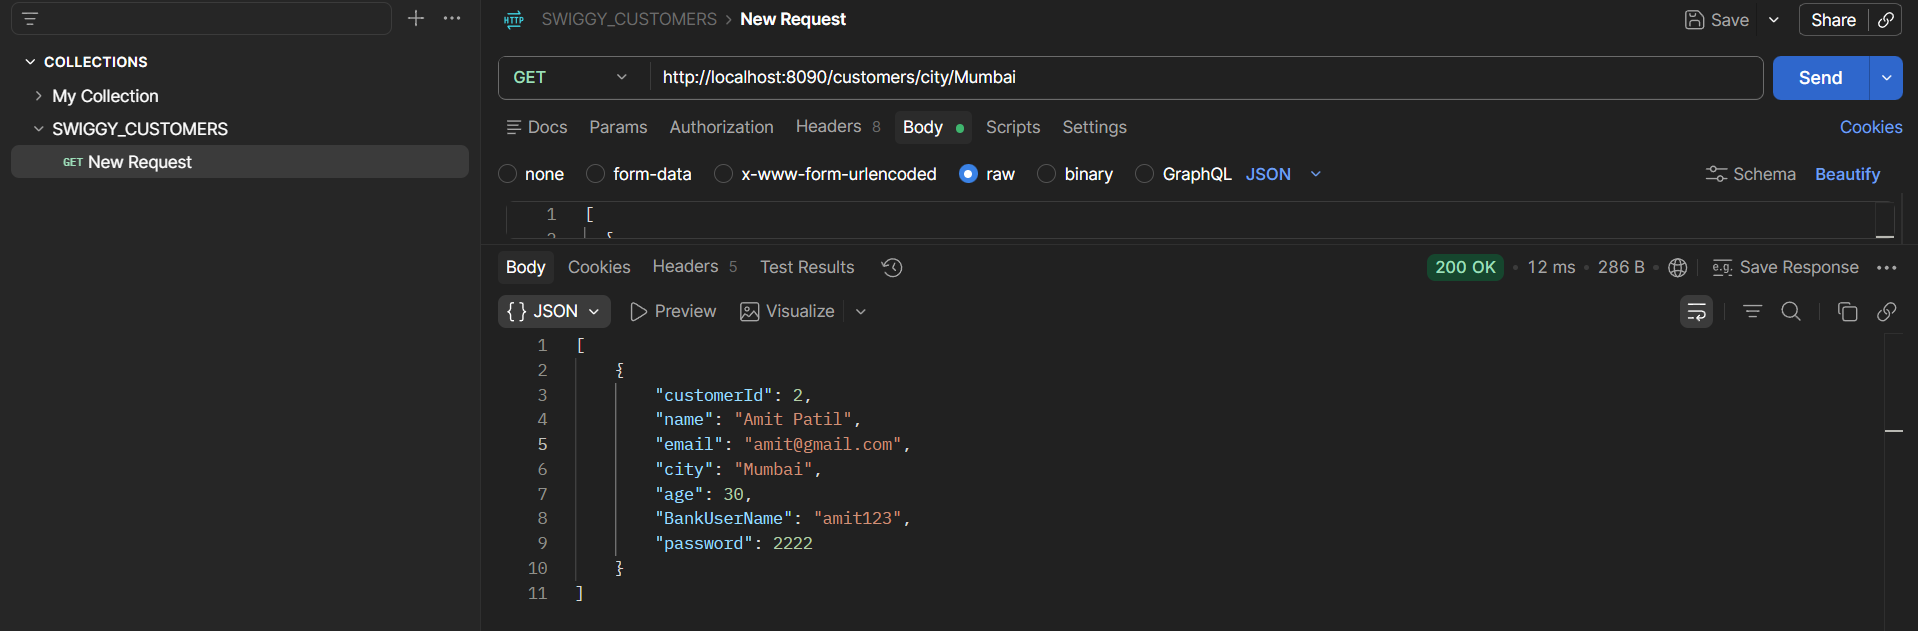 HTTP SWIGGY_CUSTOMERS > New Request Save Share
COLLECTIONS
My Collection
SWIGGY_CUSTOMERS
GET New Request
GET http://localhost:8090/customers/city/Mumbai Send
Docs Params Authorization Headers 8 Body Scripts Settings Cookies
none form-data x-www-form-urlencoded raw binary GraphQL JSON Schema Beautify
1 [
Body Cookies Headers 5 Test Results 200 OK • 12 ms • 286 B • e.g. Save Response
{} JSON Preview Visualize
1 [
2 {
3 "customerId": 2,
4 "name": "Amit Patil",
5 "email": "amit@gmail.com",
6 "city": "Mumbai",
7 "age": 30,
8 "BankUserName": "amit123",
9 "password": 2222
10 }
11 ]